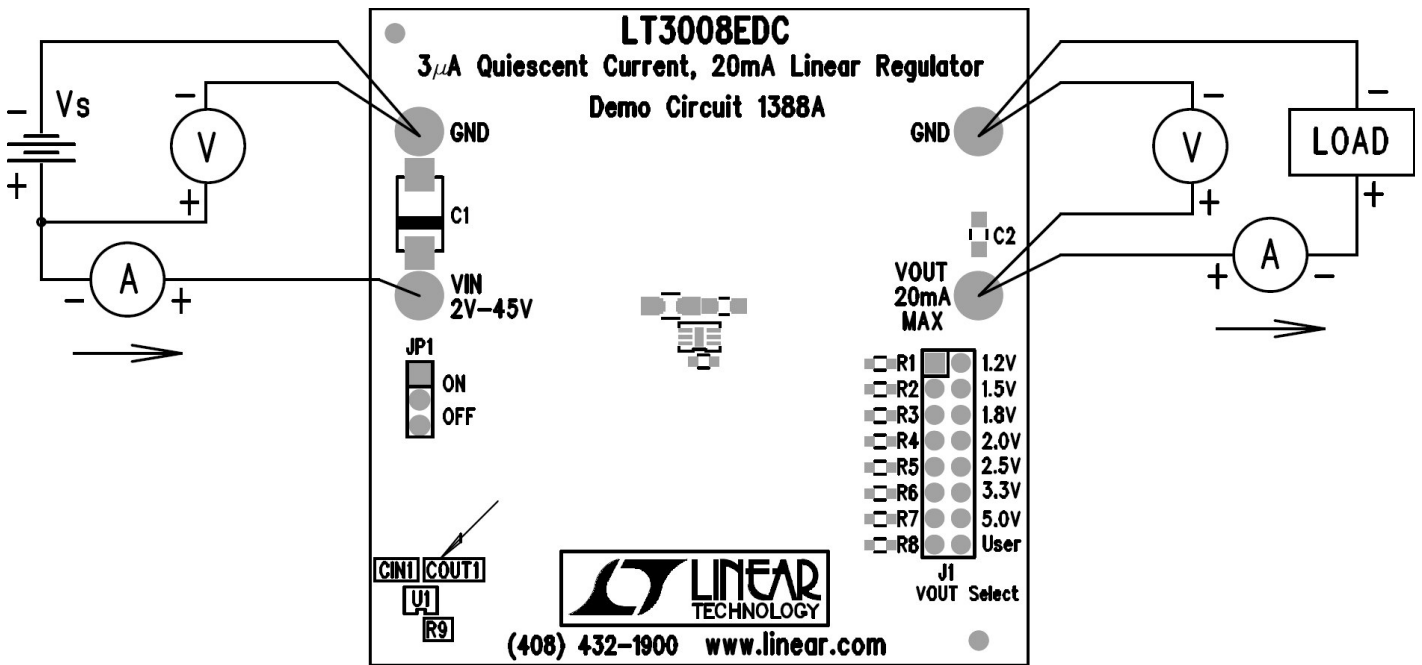 LT3008EDC
3μA Quiescent Current, 20mA Linear Regulator
Demo Circuit 1388A
- Vs
+
-
V
+
- A +
GND
C1
VIN
2V-45V
JP1
ON
OFF
GND
C2
VOUT
20mA
MAX
-
V
+
-
LOAD
+
+ A -
R1 1.2V
R2 1.5V
R3 1.8V
R4 2.0V
R5 2.5V
R6 3.3V
R7 5.0V
R8 User
J1
VOUT Select
CIN1 COUT1
U1
R9
LINEAR
TECHNOLOGY
(408) 432-1900 www.linear.com